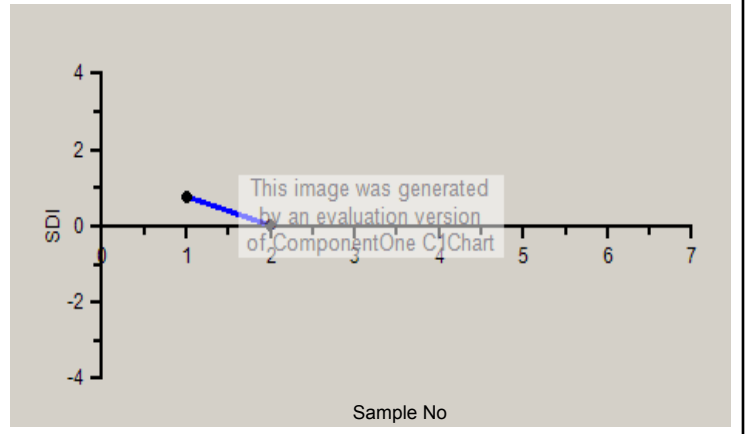 4
2
SDI
0
-2
-4
0 1 2 3 4 5 6 7
This image was generated
by an evaluation version
of ComponentOne C1Chart
Sample No